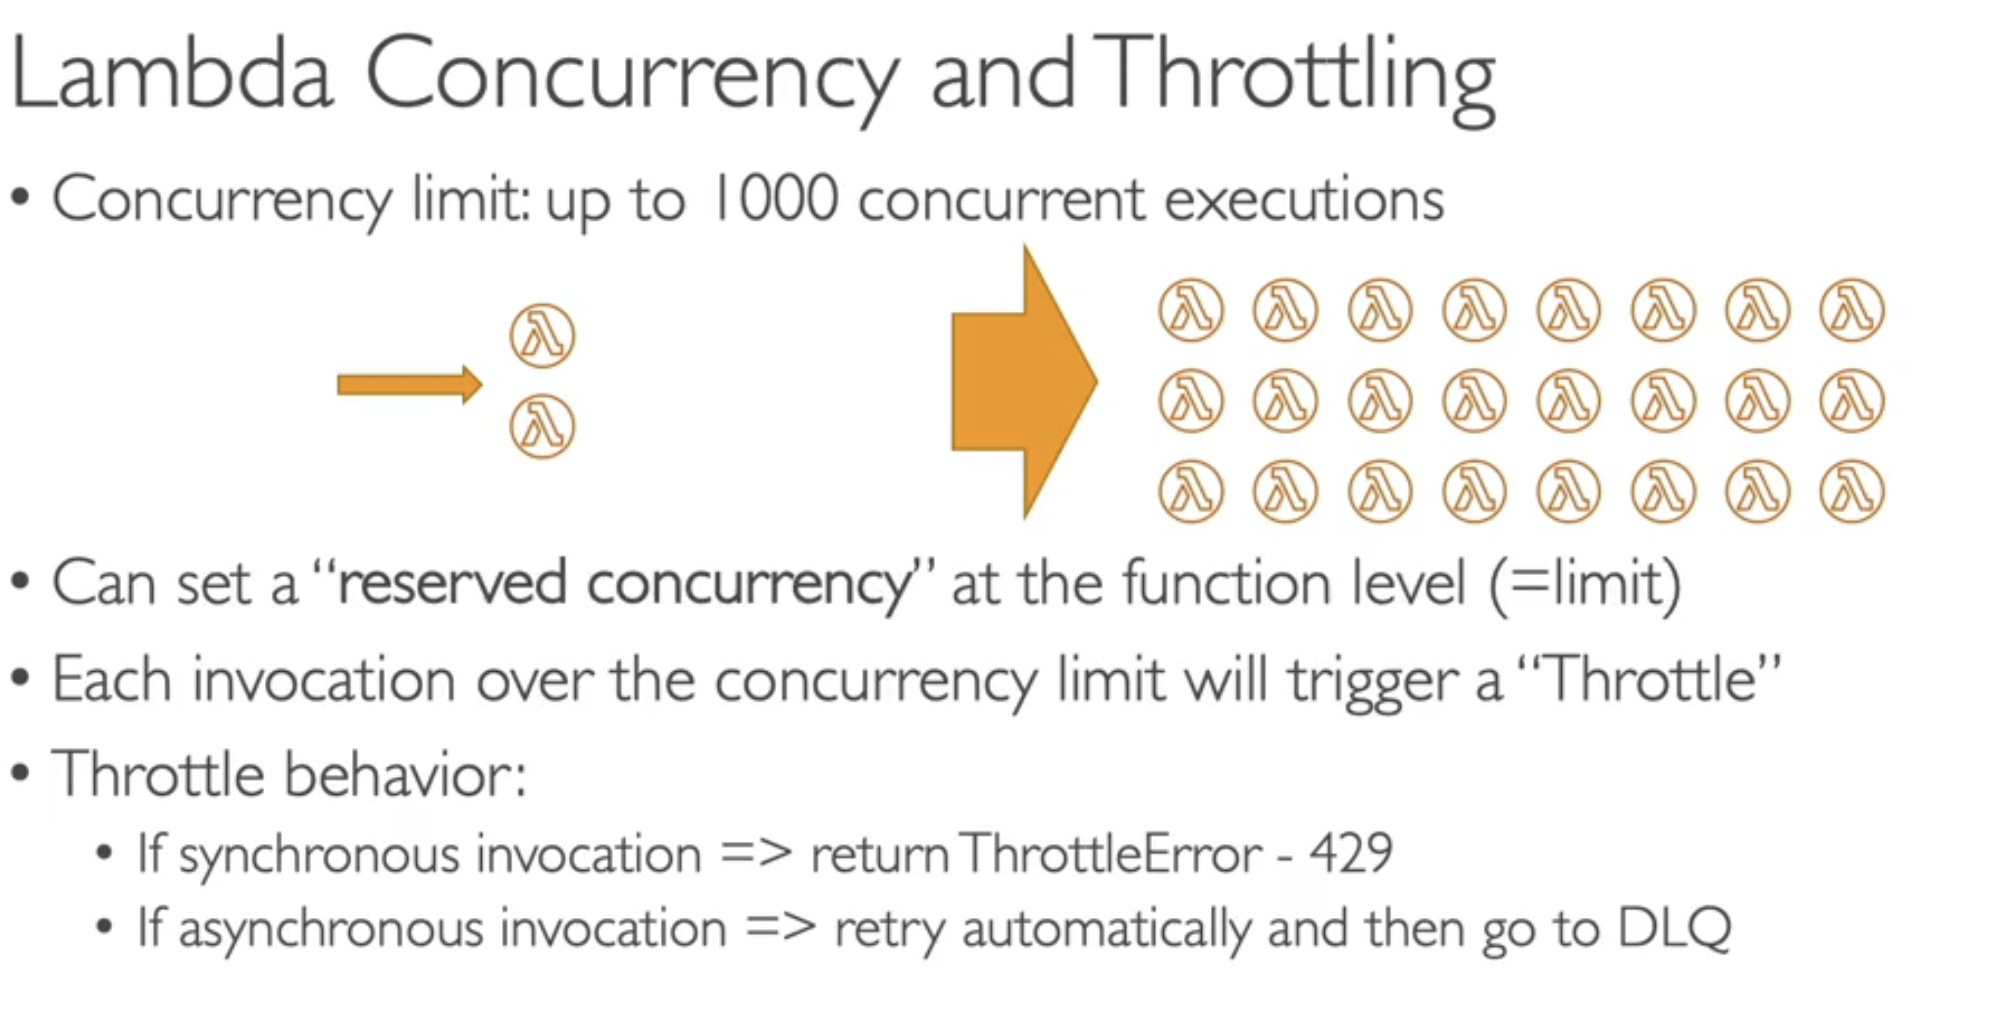 Lambda Concurrency and Throttling
• Concurrency limit: up to 1000 concurrent executions
• Can set a “reserved concurrency” at the function level (=limit)
• Each invocation over the concurrency limit will trigger a “Throttle”
• Throttle behavior:
• If synchronous invocation => return ThrottleError - 429
• If asynchronous invocation => retry automatically and then go to DLQ